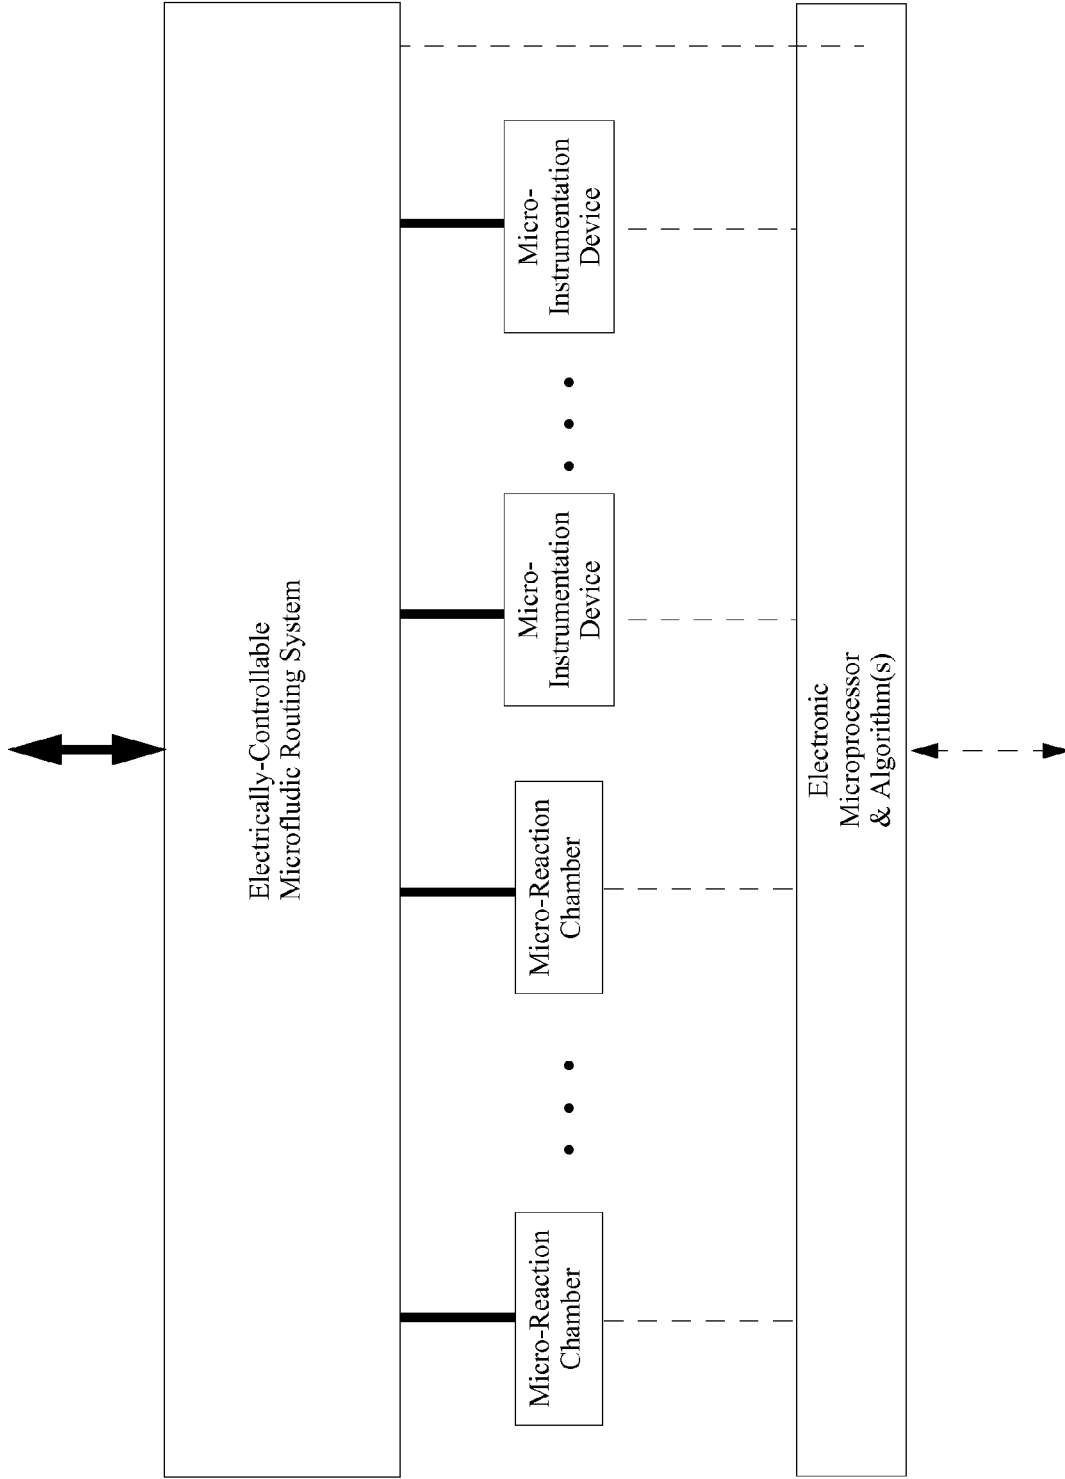 Electrically-Controllable
Microfludic Routing System
Micro-Reaction
Chamber
Micro-Reaction
Chamber
Micro-
Instrumentation
Device
Micro-
Instrumentation
Device
Electronic
Microprocessor
& Algorithm(s)